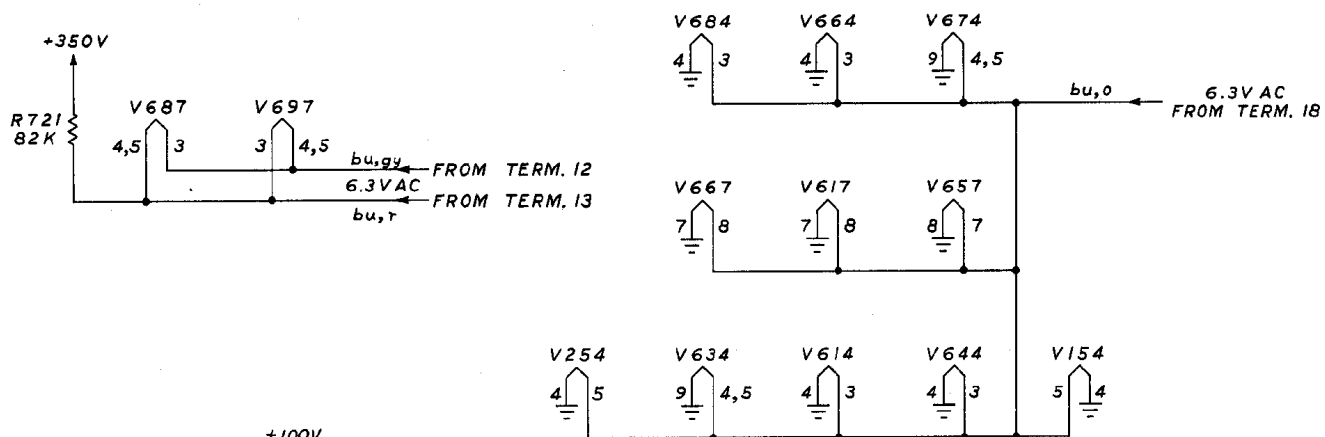 V684 V664 V674
4 3 4 3 9 4,5
+350V
bu,o
6.3V AC
FROM TERM. 18
R721
82K
V687 V697
4,5 3 3 4,5
bu,gy
FROM TERM. 12
6.3V AC
FROM TERM. 13
bu,r
V667 V617 V657
7 8 7 8 8 7
V254 V634 V614 V644 V154
4 5 9 4,5 4 3 4 3 5 4
+100V